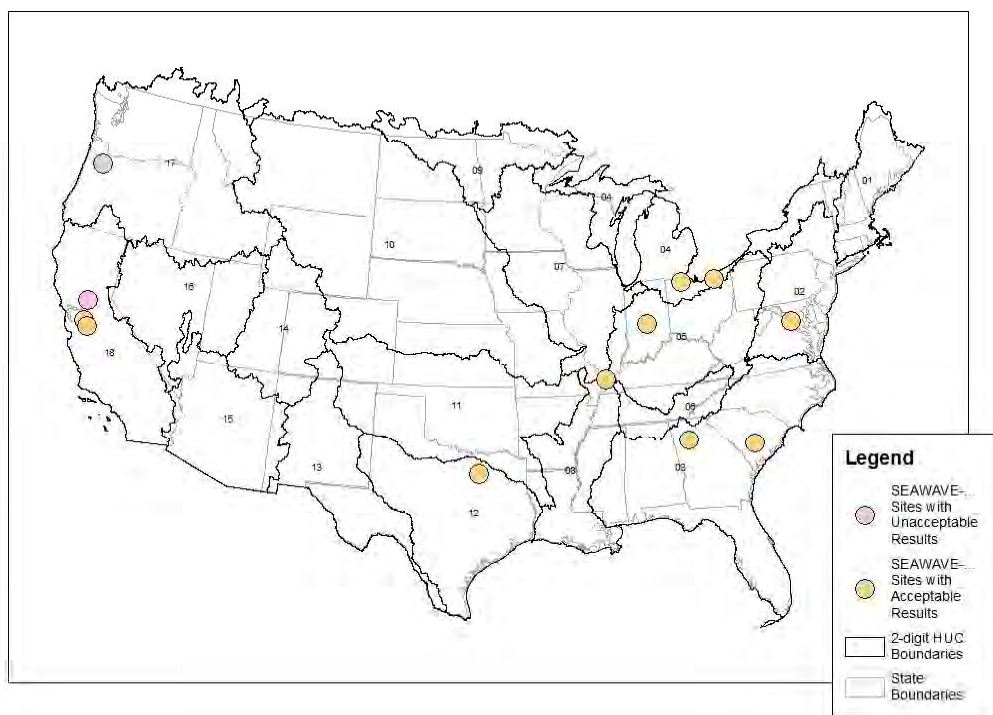 17
09
01
04
04
10
07
16
02
14
05
18
06
11
15
13
08
03
12
Legend
SEAWAVE-...
Sites with
Unacceptable
Results
SEAWAVE-...
Sites with
Acceptable
Results
2-digit HUC
Boundaries
State
Boundaries